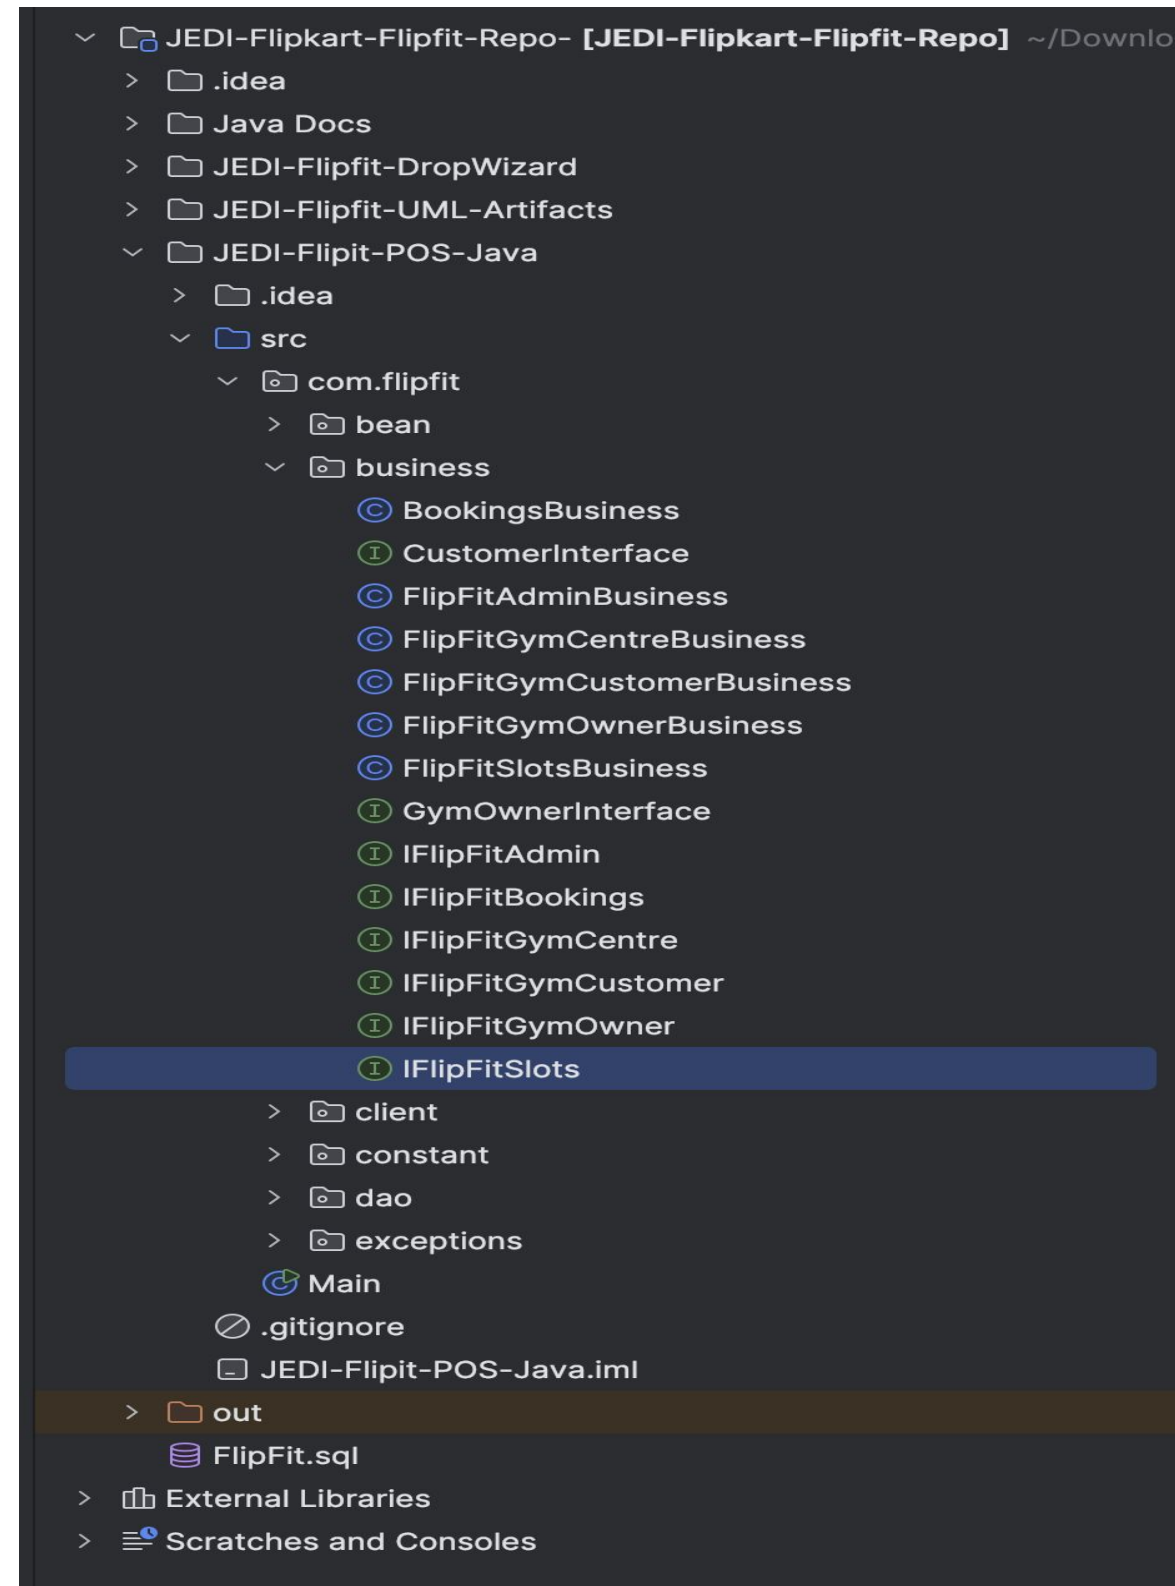 JEDI-Flipkart-Flipfit-Repo- [JEDI-Flipkart-Flipfit-Repo] ~/Downlo
.idea
Java Docs
JEDI-Flipfit-DropWizard
JEDI-Flipfit-UML-Artifacts
JEDI-Flipit-POS-Java
.idea
src
com.flipfit
bean
business
C BookingsBusiness
I CustomerInterface
C FlipFitAdminBusiness
C FlipFitGymCentreBusiness
C FlipFitGymCustomerBusiness
C FlipFitGymOwnerBusiness
C FlipFitSlotsBusiness
I GymOwnerInterface
I IFlipFitAdmin
I IFlipFitBookings
I IFlipFitGymCentre
I IFlipFitGymCustomer
I IFlipFitGymOwner
I IFlipFitSlots
client
constant
dao
exceptions
C Main
.gitignore
JEDI-Flipit-POS-Java.iml
out
FlipFit.sql
External Libraries
Scratches and Consoles